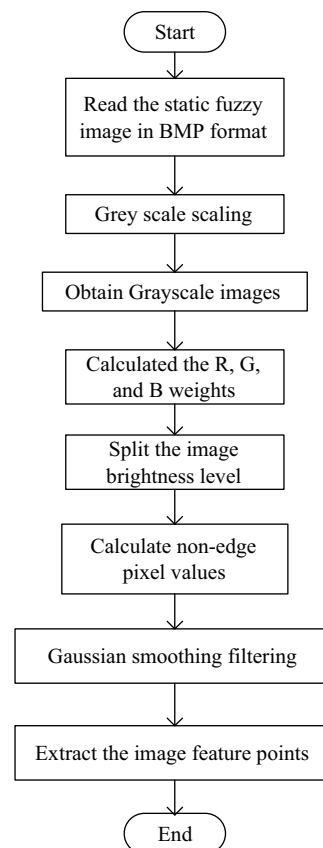 Start
Read the static fuzzy
image in BMP format
Grey scale scaling
Obtain Grayscale images
Calculated the R, G,
and B weights
Split the image
brightness level
Calculate non-edge
pixel values
Gaussian smoothing filtering
Extract the image feature points
End